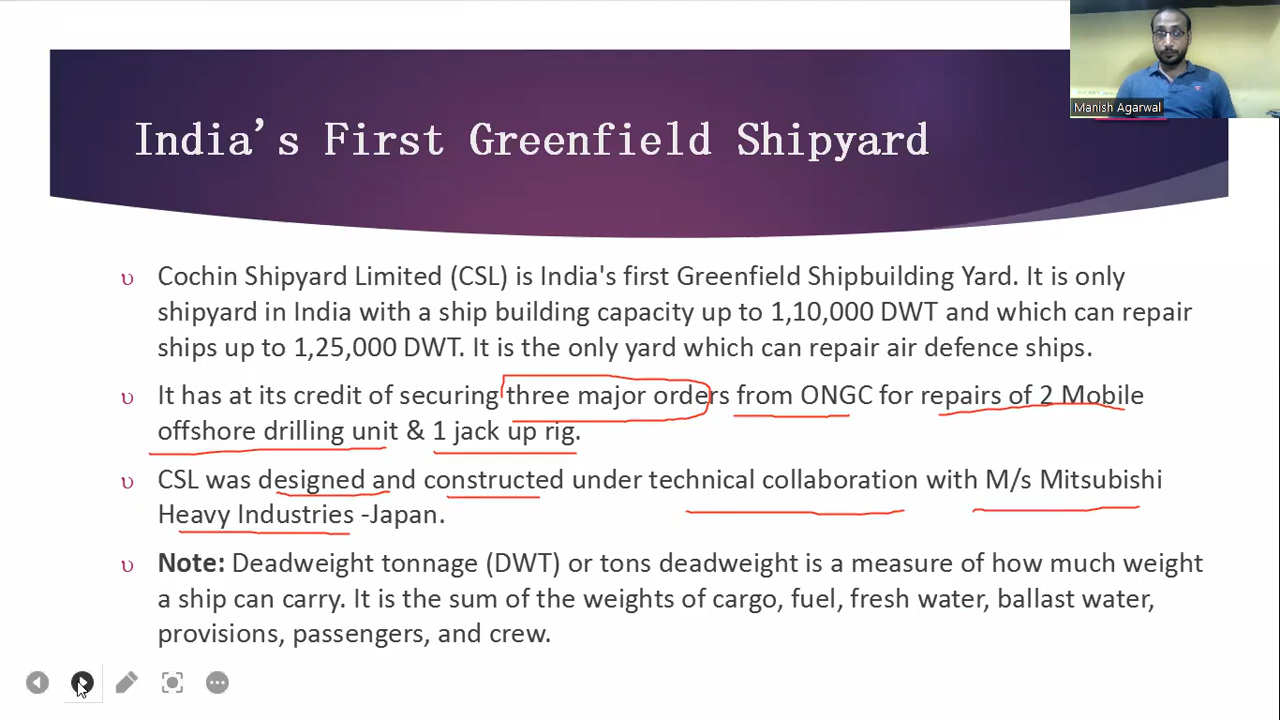 India's First Greenfield Shipyard
Manish Agarwal
υ Cochin Shipyard Limited (CSL) is India's first Greenfield Shipbuilding Yard. It is only
shipyard in India with a ship building capacity up to 1,10,000 DWT and which can repair
ships up to 1,25,000 DWT. It is the only yard which can repair air defence ships.
υ It has at its credit of securing three major orders from ONGC for repairs of 2 Mobile
offshore drilling unit & 1 jack up rig.
υ CSL was designed and constructed under technical collaboration with M/s Mitsubishi
Heavy Industries -Japan.
υ Note: Deadweight tonnage (DWT) or tons deadweight is a measure of how much weight
a ship can carry. It is the sum of the weights of cargo, fuel, fresh water, ballast water,
provisions, passengers, and crew.